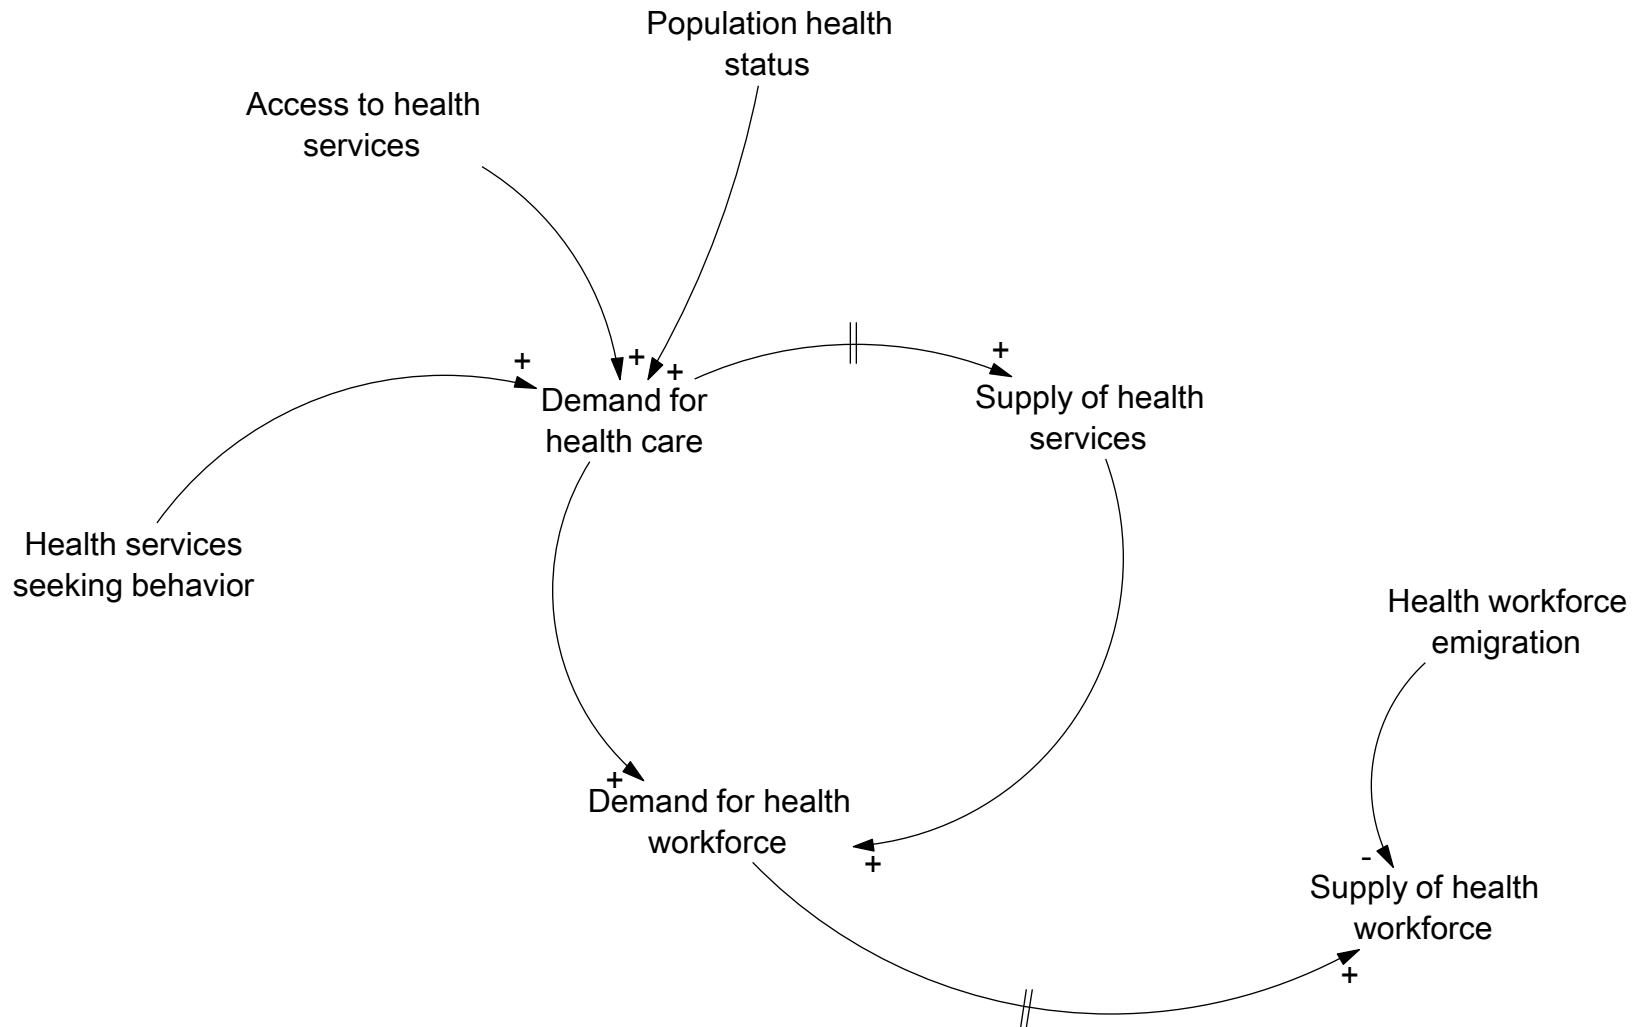 Population health
status
Access to health
services
+
+
+
+
Demand for
health care
Supply of health
services
Health services
seeking behavior
Health workforce
emigration
+
Demand for health
workforce
+
-
Supply of health
workforce
+